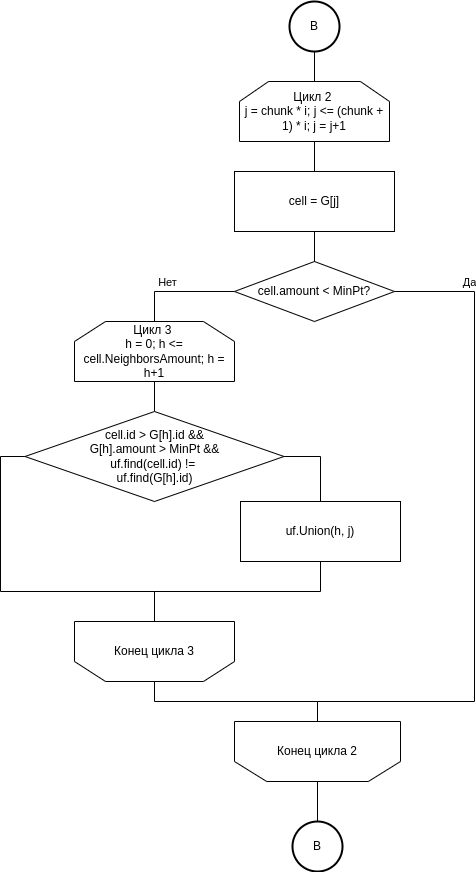 B
Цикл 2
j = chunk * i; j <= (chunk +
1) * i; j = j+1
cell = G[j]
cell.amount < MinPt?
Нет
Да
Цикл 3
h = 0; h <=
cell.NeighborsAmount; h =
h+1
cell.id > G[h].id &&
G[h].amount > MinPt &&
uf.find(cell.id) !=
uf.find(G[h].id)
uf.Union(h, j)
Конец цикла 3
Конец цикла 2
B